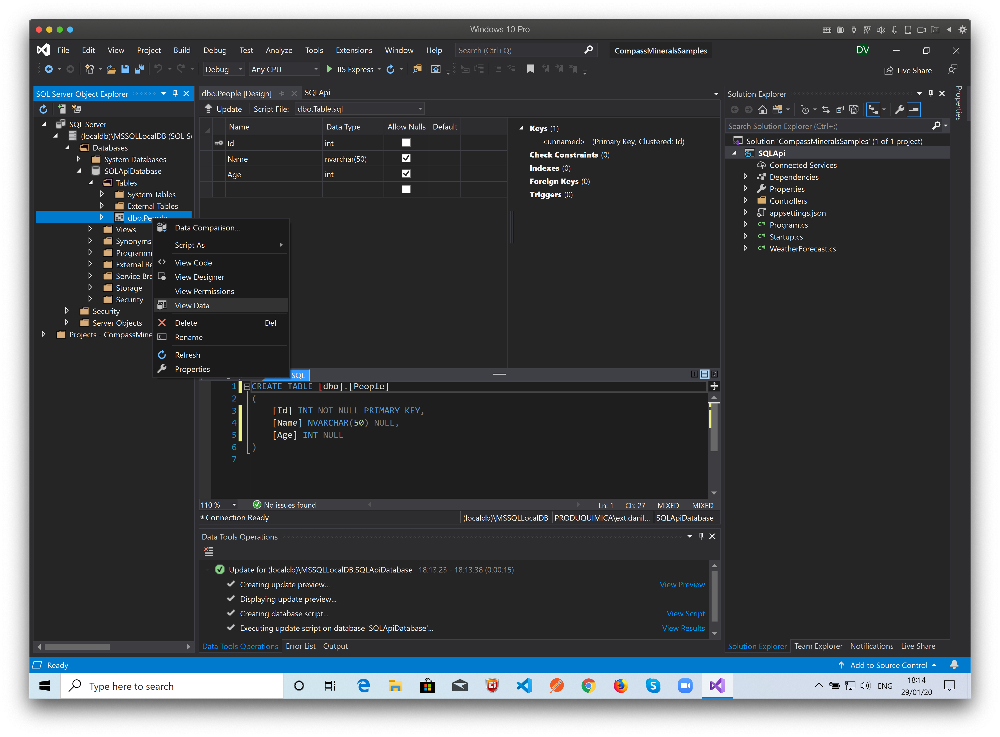 Windows 10 Pro
File Edit View Project Build Debug Test Analyze Tools Extensions Window Help Search (Ctrl+Q) CompassMineralsSamples DV
Debug Any CPU IIS Express Live Share
SQL Server Object Explorer
dbo.People [Design] SQLApi
Update Script File: dbo.Table.sql
SQL Server
(localdb)\MSSQLLocalDB (SQL Se
Databases
System Databases
SQLApiDatabase
Tables
System Tables
External Tables
dbo.People
Views
Synonyms
Programm
External Re
Service Bro
Storage
Security
Security
Server Objects
Projects - CompassMine
Data Comparison...
Script As
View Code
View Designer
View Permissions
View Data
Delete Del
Rename
Refresh
Properties
Name Data Type Allow Nulls Default
Id int
Name nvarchar(50)
Age int
Keys (1)
<unnamed> (Primary Key, Clustered: Id)
Check Constraints (0)
Indexes (0)
Foreign Keys (0)
Triggers (0)
SQL
1 CREATE TABLE [dbo].[People]
2 (
3 [Id] INT NOT NULL PRIMARY KEY,
4 [Name] NVARCHAR(50) NULL,
5 [Age] INT NULL
6 )
7
110 % No issues found Ln: 1 Ch: 27 MIXED MIXED
Connection Ready (localdb)\MSSQLLocalDB PRODUQUIMICA\ext.danil... SQLApiDatabase
Data Tools Operations
Update for (localdb)\MSSQLLocalDB.SQLApiDatabase 18:13:23 - 18:13:38 (0:00:15)
Creating update preview... View Preview
Displaying update preview...
Creating database script... View Script
Executing update script on database 'SQLApiDatabase'... View Results
Data Tools Operations Error List Output
Solution Explorer
Properties
Search Solution Explorer (Ctrl+;)
Solution 'CompassMineralsSamples' (1 of 1 project)
SQLApi
Connected Services
Dependencies
Properties
Controllers
appsettings.json
C# Program.cs
C# Startup.cs
C# WeatherForecast.cs
Solution Explorer Team Explorer Notifications Live Share
Ready Add to Source Control
Type here to search
ENG
18:14
29/01/20